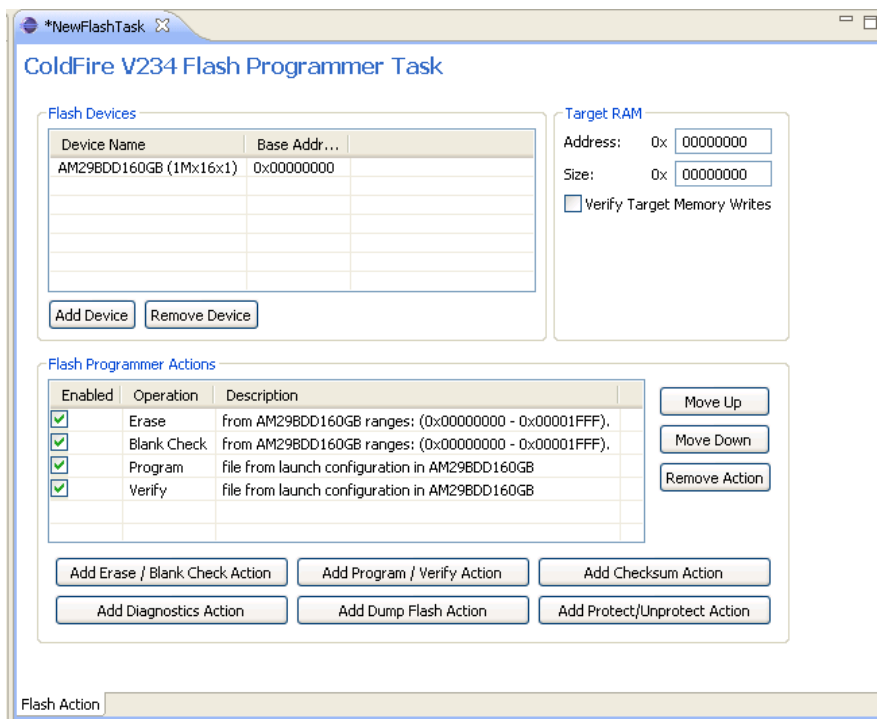 *NewFlashTask
ColdFire V234 Flash Programmer Task
Flash Devices
Device Name Base Addr...
AM29BDD160GB (1Mx16x1) 0x00000000
Add Device Remove Device
Target RAM
Address: 0x 00000000
Size: 0x 00000000
Verify Target Memory Writes
Flash Programmer Actions
Enabled Operation Description
Erase from AM29BDD160GB ranges: (0x00000000 - 0x00001FFF).
Blank Check from AM29BDD160GB ranges: (0x00000000 - 0x00001FFF).
Program file from launch configuration in AM29BDD160GB
Verify file from launch configuration in AM29BDD160GB
Move Up
Move Down
Remove Action
Add Erase / Blank Check Action Add Program / Verify Action Add Checksum Action
Add Diagnostics Action Add Dump Flash Action Add Protect/Unprotect Action
Flash Action